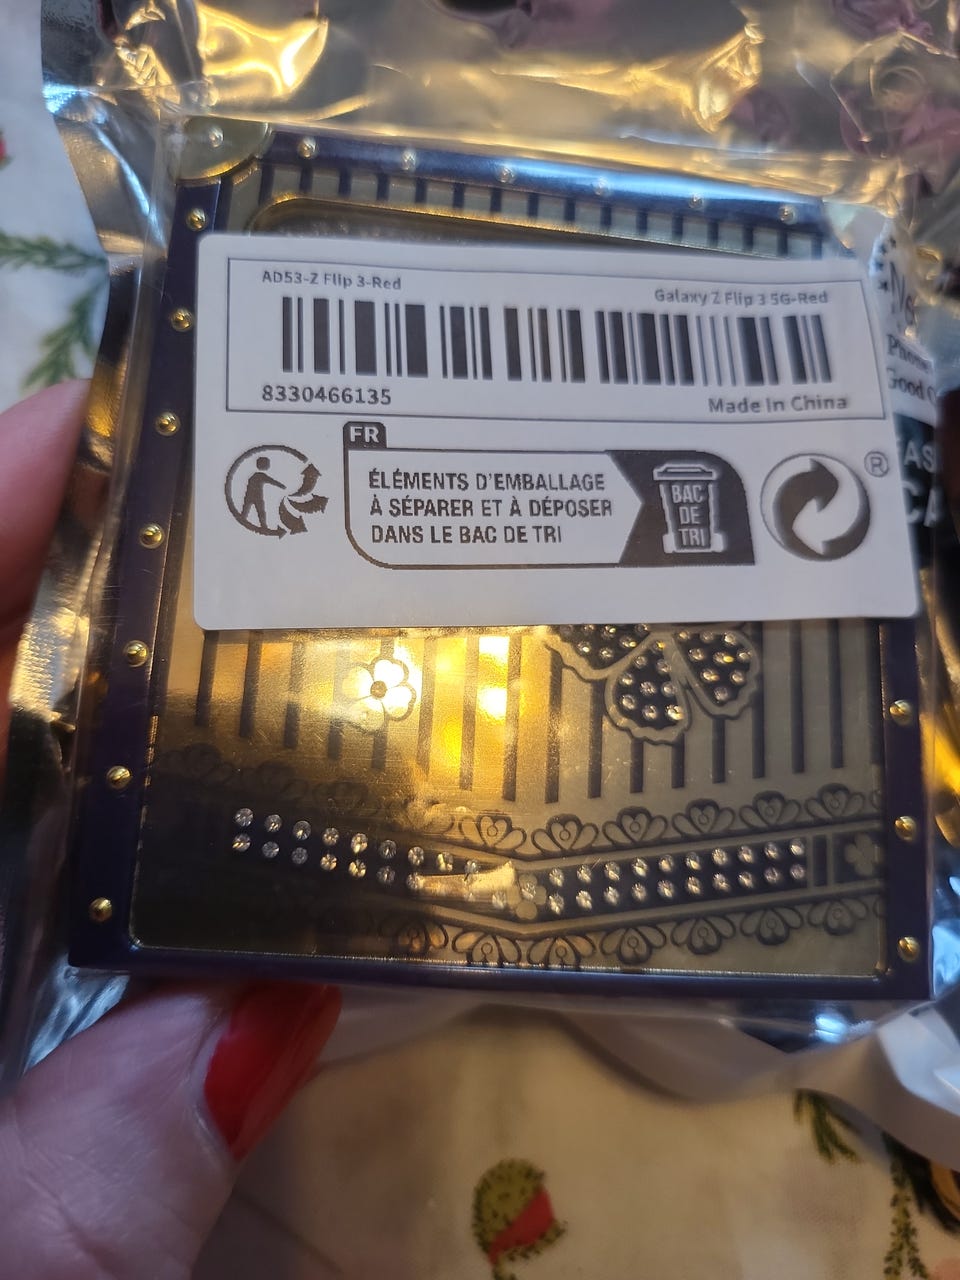 AD53-Z Flip 3-Red
Galaxy Z Flip 3 5G-Red
8330466135
Made In China
FR
ÉLÉMENTS D'EMBALLAGE
À SÉPARER ET À DÉPOSER
DANS LE BAC DE TRI
BAC
DE
TRI
®
Good